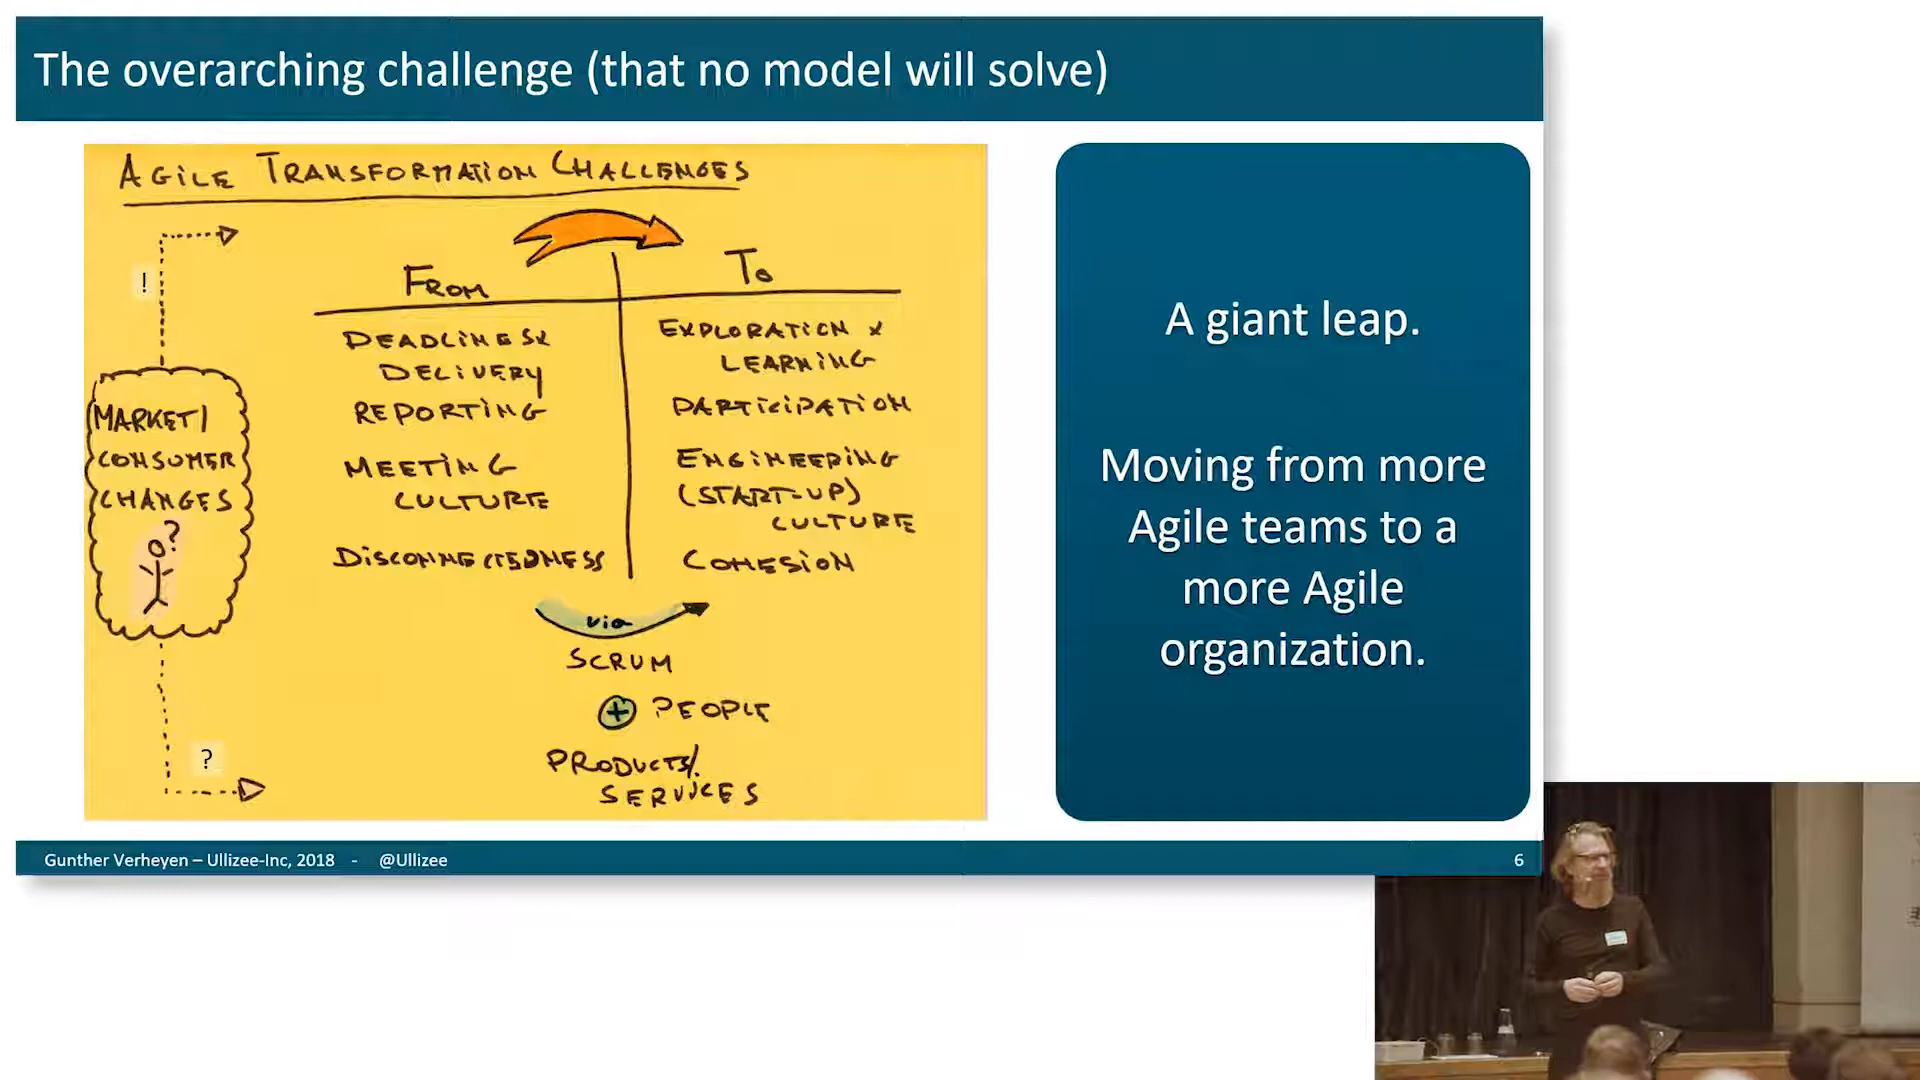 The overarching challenge (that no model will solve)
AGILE TRANSFORMATION CHALLENGES
!
FROM
TO
DEADLINES &
DELIVERY
EXPLORATION &
LEARNING
REPORTING
PARTICIPATION
MEETING
CULTURE
ENGINEERING
(START-UP)
CULTURE
DISCONNECTEDNESS
COHESION
MARKET/
CONSUMER
CHANGES
?
via
SCRUM
+ PEOPLE
PRODUCTS/
SERVICES
?
A giant leap.
Moving from more
Agile teams to a
more Agile
organization.
Gunther Verheyen – Ullizee-Inc, 2018 - @Ullizee
6